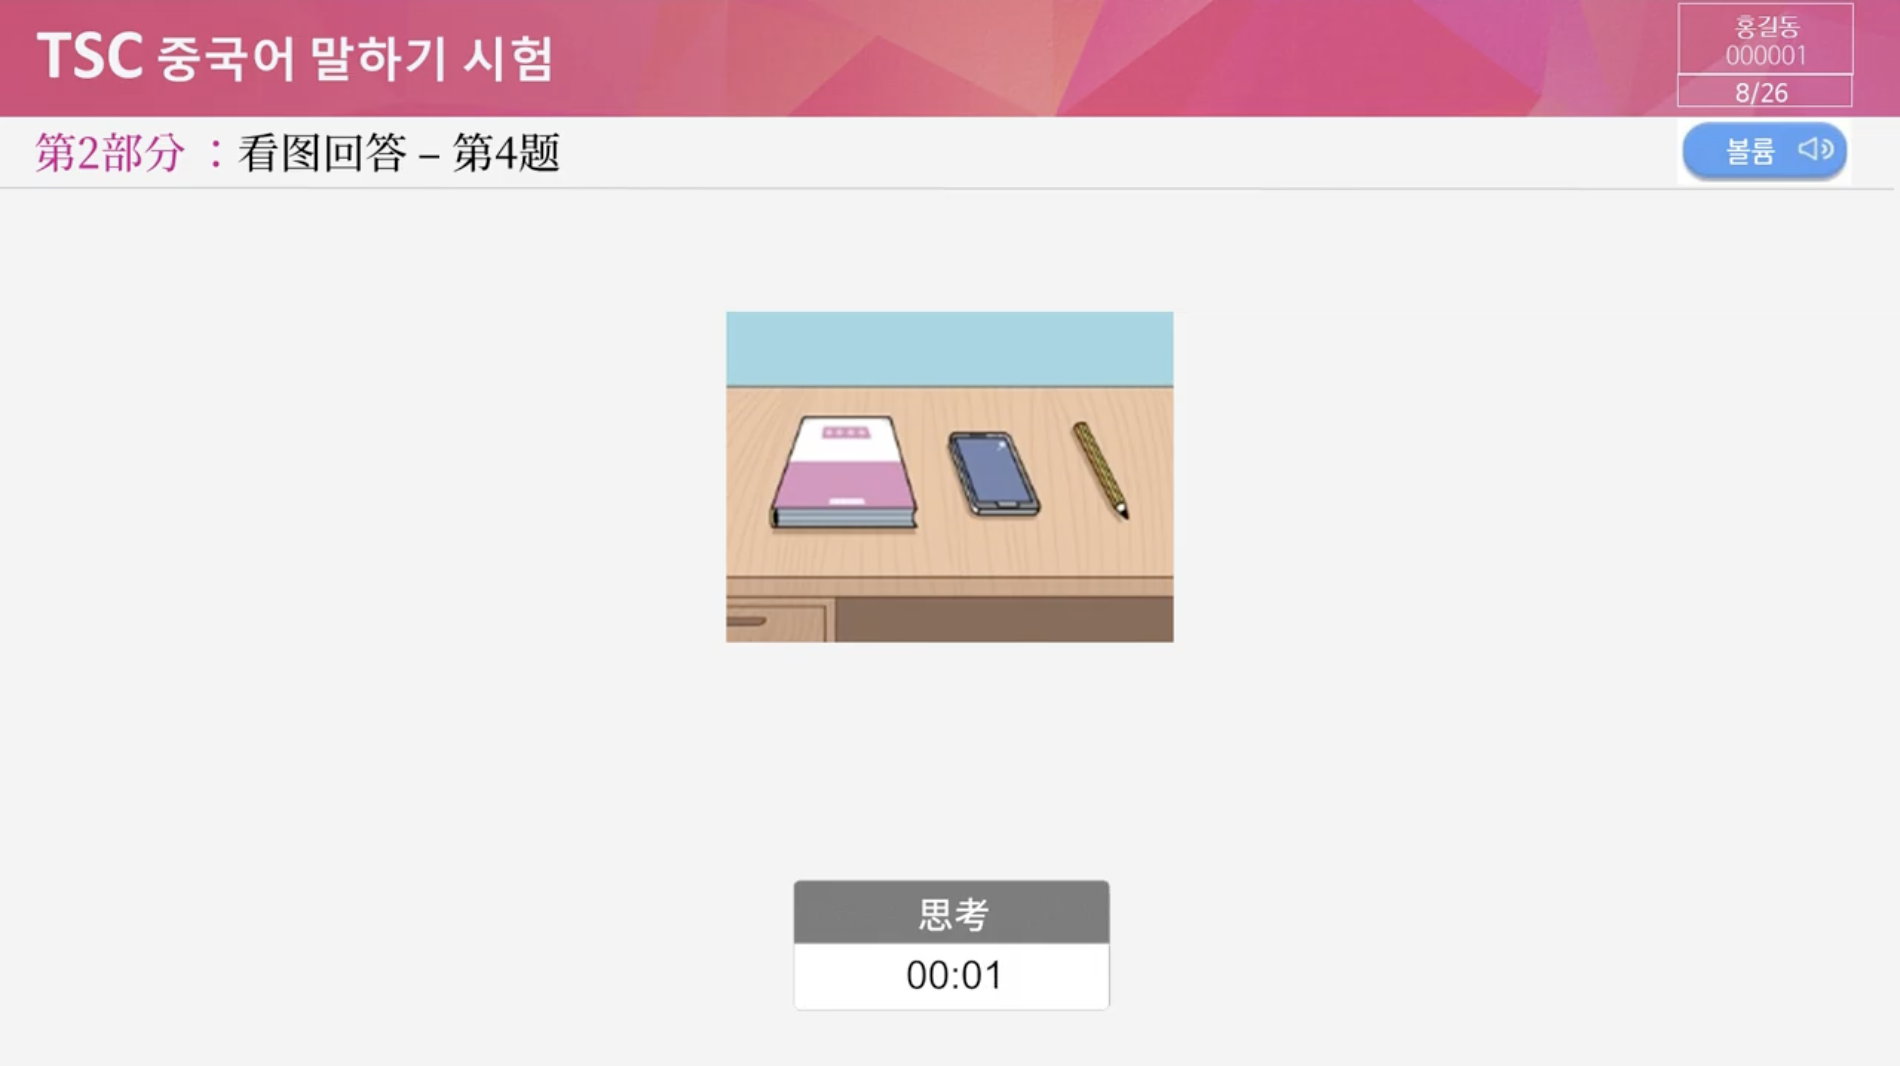 TSC 중국어 말하기 시험
홍길동
000001
8/26
第2部分 ：看图回答 – 第4题
볼륨
思考
00:01